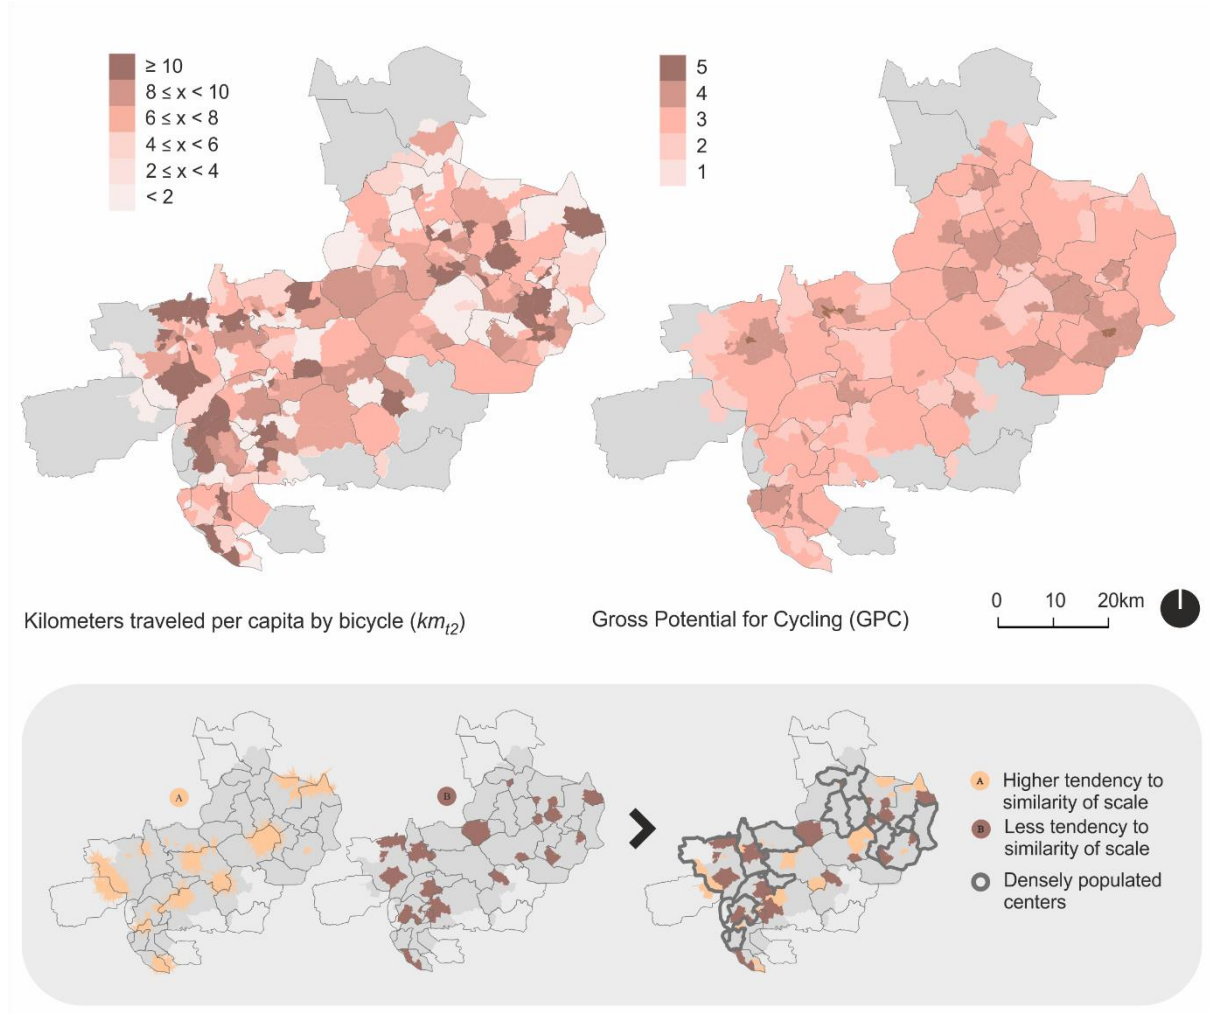 ≥ 10
8 ≤ x < 10
6 ≤ x < 8
4 ≤ x < 6
2 ≤ x < 4
< 2
5
4
3
2
1
Kilometers traveled per capita by bicycle (km_t2)
Gross Potential for Cycling (GPC)
0 10 20km
A
B
A Higher tendency to
similarity of scale
B Less tendency to
similarity of scale
Densely populated
centers